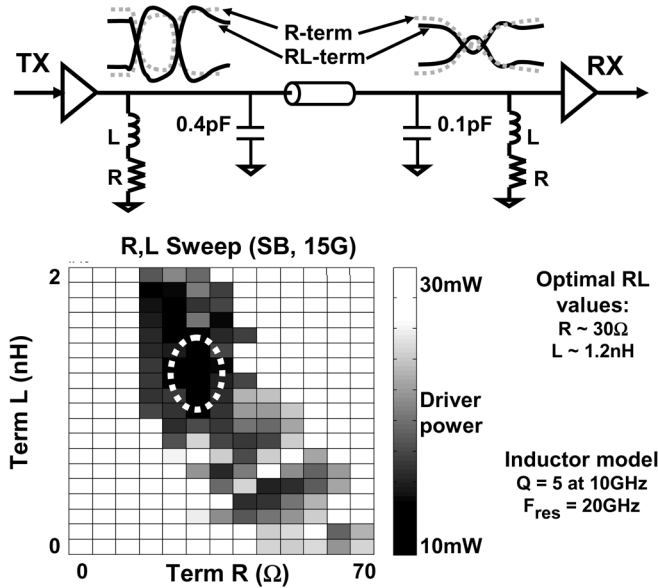 R-term
RL-term
TX
RX
L
0.4pF
0.1pF
L
R
R
R,L Sweep (SB, 15G)
2
30mW
Term L (nH)
Driver
power
0
10mW
0
Term R (Ω)
70
Optimal RL
values:
R ~ 30Ω
L ~ 1.2nH
Inductor model
Q = 5 at 10GHz
Fres = 20GHz